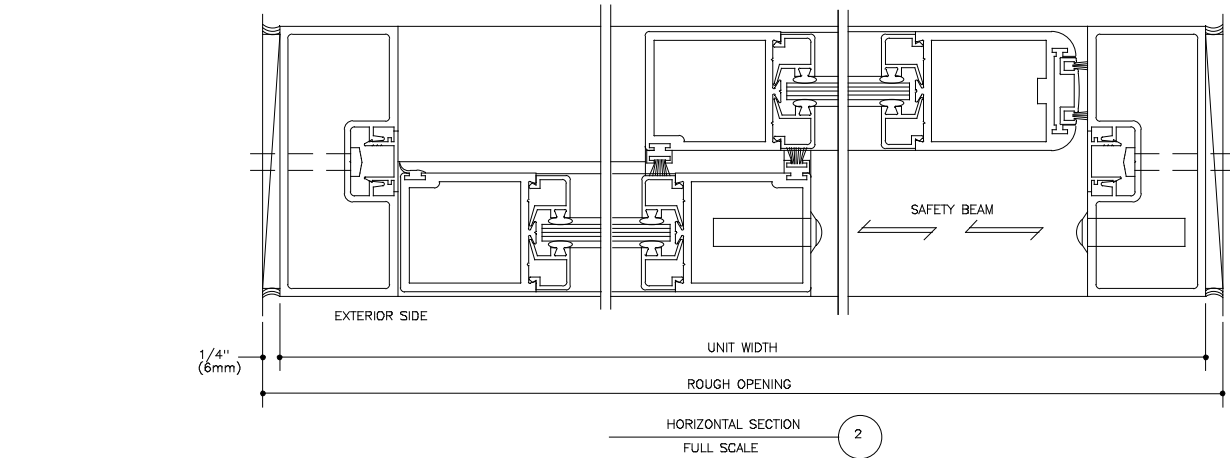 SAFETY BEAM
EXTERIOR SIDE
1/4"
(6mm)
UNIT WIDTH
ROUGH OPENING
HORIZONTAL SECTION
2
FULL SCALE